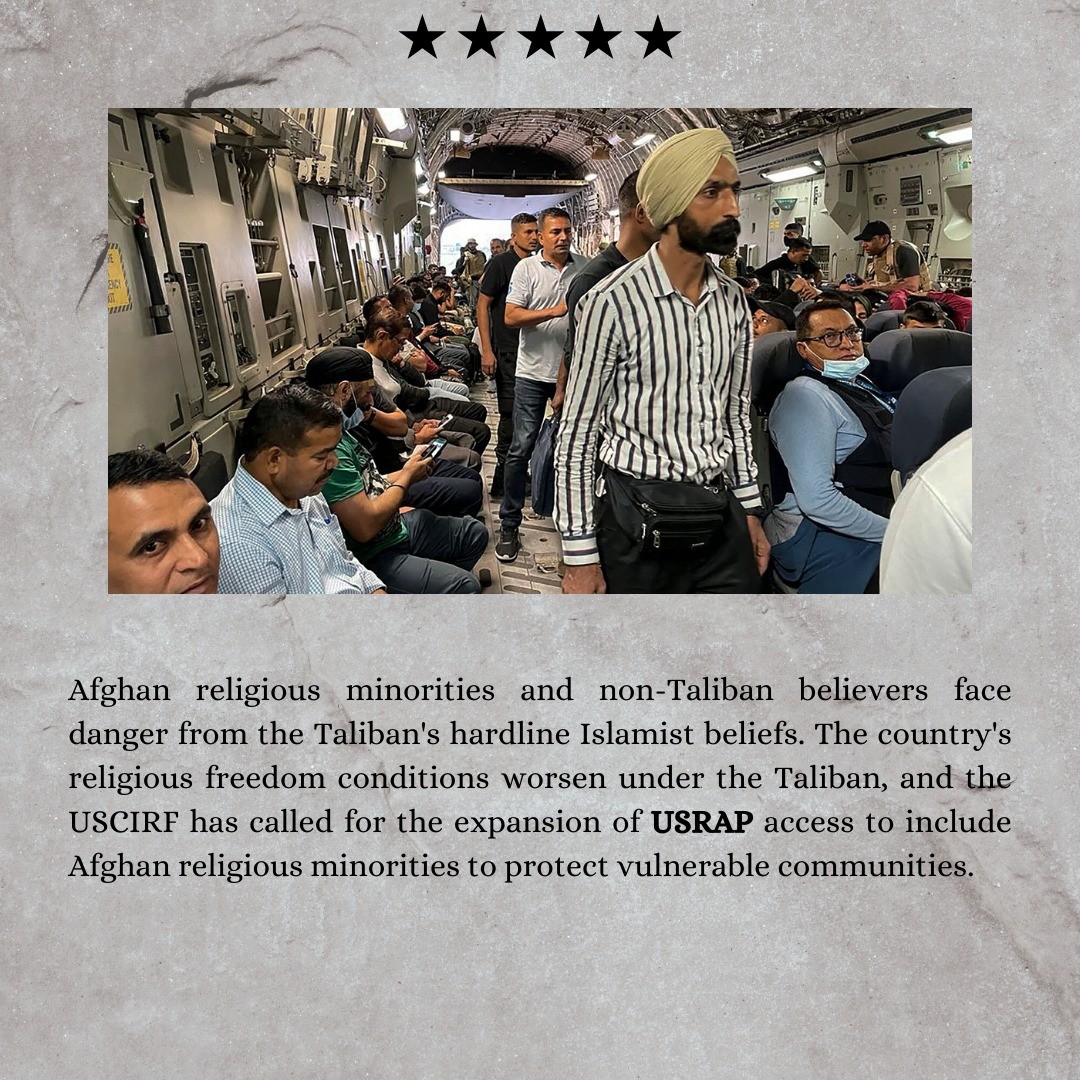 Afghan religious minorities and non-Taliban believers face
danger from the Taliban's hardline Islamist beliefs. The country's
religious freedom conditions worsen under the Taliban, and the
USCIRF has called for the expansion of USRAP access to include
Afghan religious minorities to protect vulnerable communities.